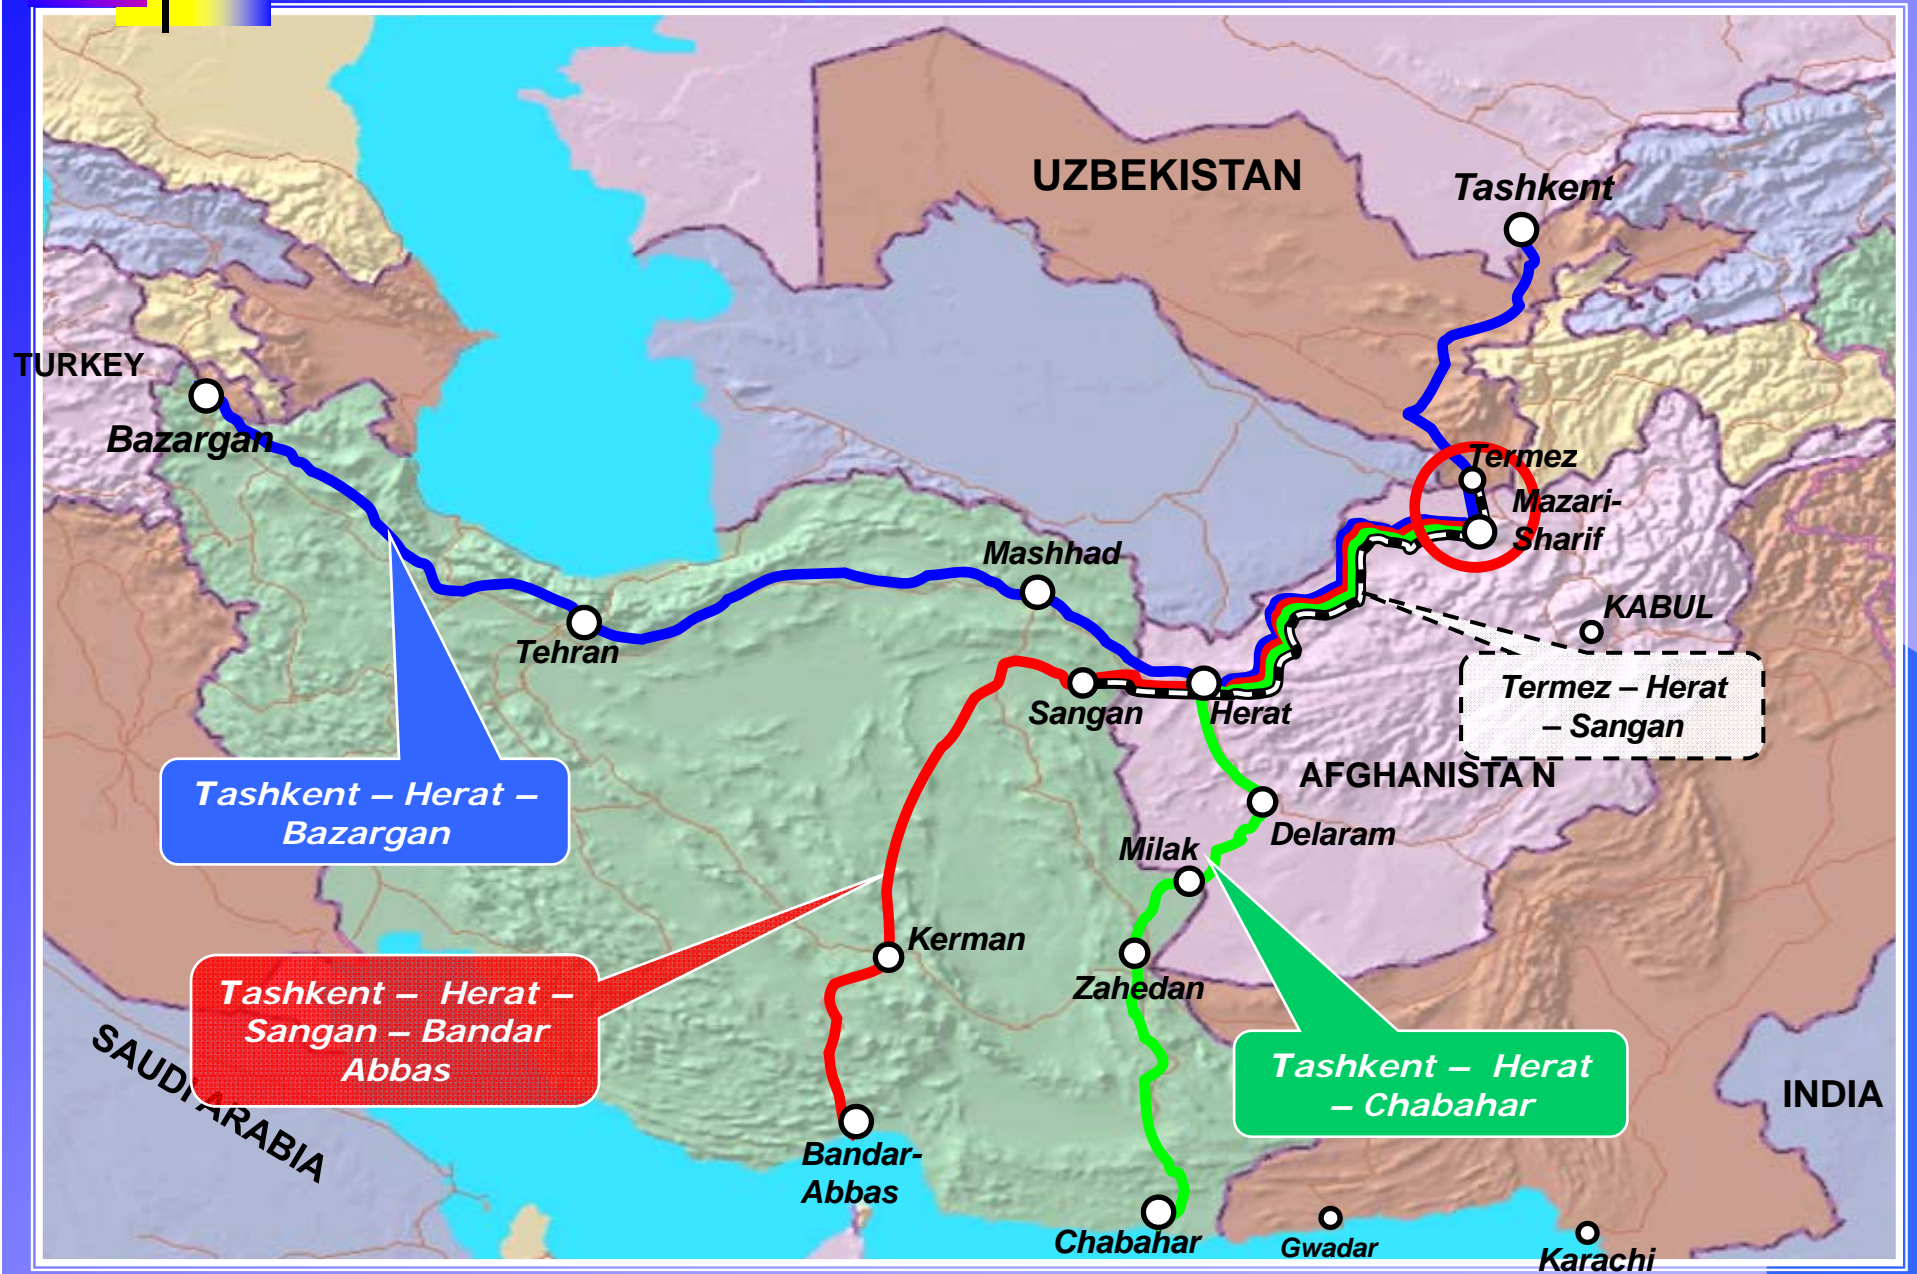 UZBEKISTAN
Tashkent
TURKEY
Bazargan
Termez
Mazari-
Sharif
Mashhad
KABUL
Tehran
Sangan
Herat
Termez – Herat
– Sangan
AFGHANISTA N
Tashkent – Herat –
Bazargan
Delaram
Milak
Kerman
Zahedan
Tashkent – Herat –
Sangan – Bandar
Abbas
SAUDI ARABIA
Tashkent – Herat
– Chabahar
INDIA
Bandar-
Abbas
Chabahar
Gwadar
Karachi